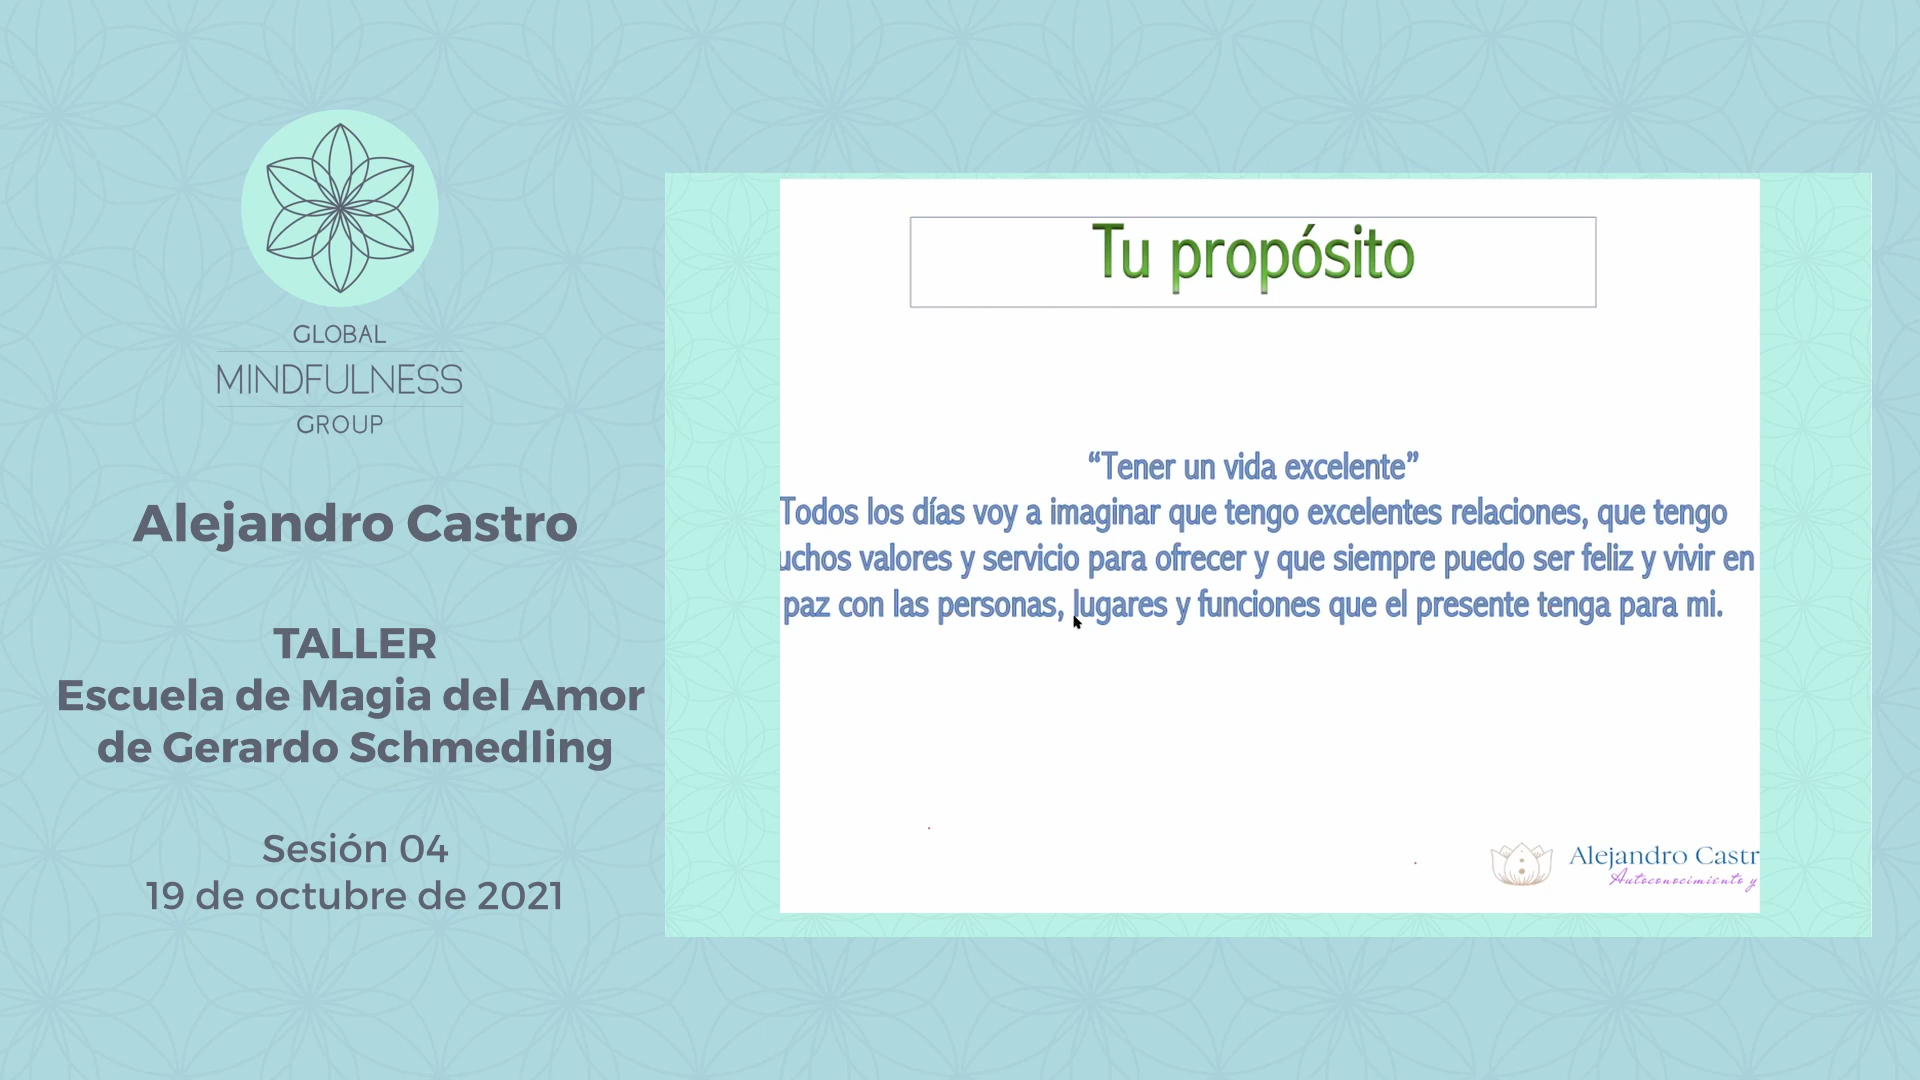 GLOBAL
MINDFULNESS
GROUP
Alejandro Castro
TALLER
Escuela de Magia del Amor
de Gerardo Schmedling
Sesión 04
19 de octubre de 2021
Tu propósito
“Tener un vida excelente”
Todos los días voy a imaginar que tengo excelentes relaciones, que tengo
uchos valores y servicio para ofrecer y que siempre puedo ser feliz y vivir en
paz con las personas, lugares y funciones que el presente tenga para mi.
Alejandro Castr
Autoconocimiento y